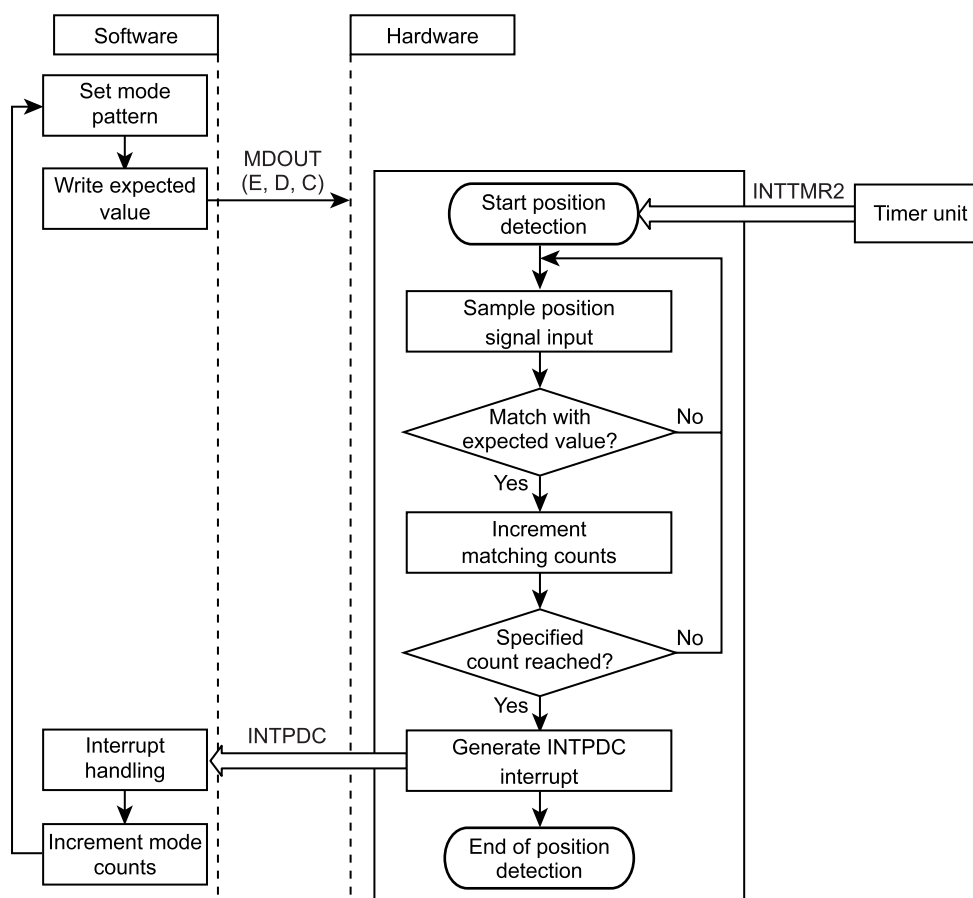 Software
Hardware
Set mode
pattern
Write expected
value
MDOUT
(E, D, C)
Start position
detection
INTTMR2
Timer unit
Sample position
signal input
Match with
expected value?
No
Yes
Increment
matching counts
Specified
count reached?
No
Yes
Generate INTPDC
interrupt
INTPDC
Interrupt
handling
Increment mode
counts
End of position
detection